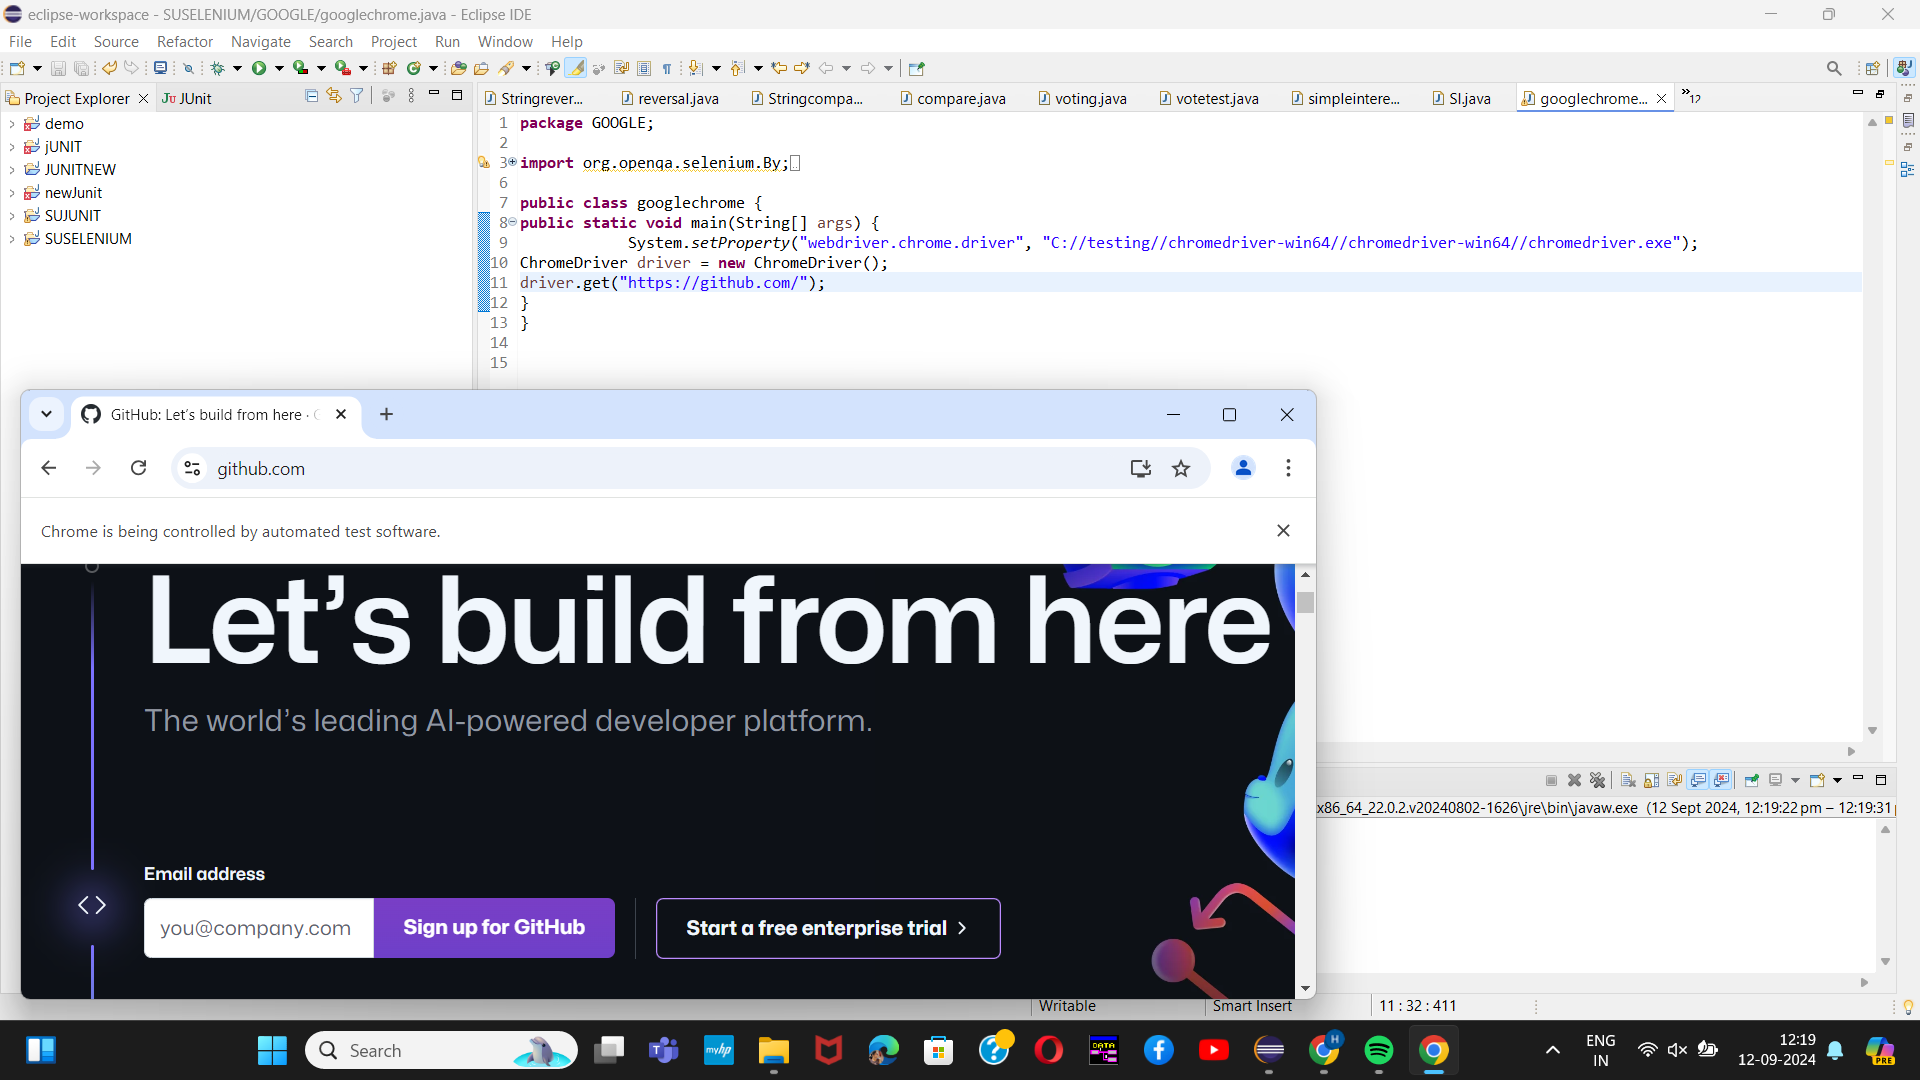 eclipse-workspace - SUSELENIUM/GOOGLE/googlechrome.java - Eclipse IDE
File Edit Source Refactor Navigate Search Project Run Window Help
Project Explorer JUnit
Stringrever... reversal.java Stringcompa... compare.java voting.java votetest.java simpleintere... SI.java googlechrome... »12
demo
jUNIT
JUNITNEW
newJunit
SUJUNIT
SUSELENIUM
1 package GOOGLE;
2
3 import org.openqa.selenium.By;
6
7 public class googlechrome {
8 public static void main(String[] args) {
9 System.setProperty("webdriver.chrome.driver", "C://testing//chromedriver-win64//chromedriver-win64//chromedriver.exe");
10 ChromeDriver driver = new ChromeDriver();
11 driver.get("https://github.com/");
12 }
13 }
14
15
GitHub: Let's build from here ·
github.com
Chrome is being controlled by automated test software.
Let's build from here
The world's leading AI-powered developer platform.
Email address
you@company.com Sign up for GitHub Start a free enterprise trial
x86_64_22.0.2.v20240802-1626\jre\bin\javaw.exe (12 Sept 2024, 12:19:22 pm – 12:19:31
Writable Smart Insert 11 : 32 : 411
Search
myhp
DATA
H
ENG
IN
12:19
12-09-2024
PRE